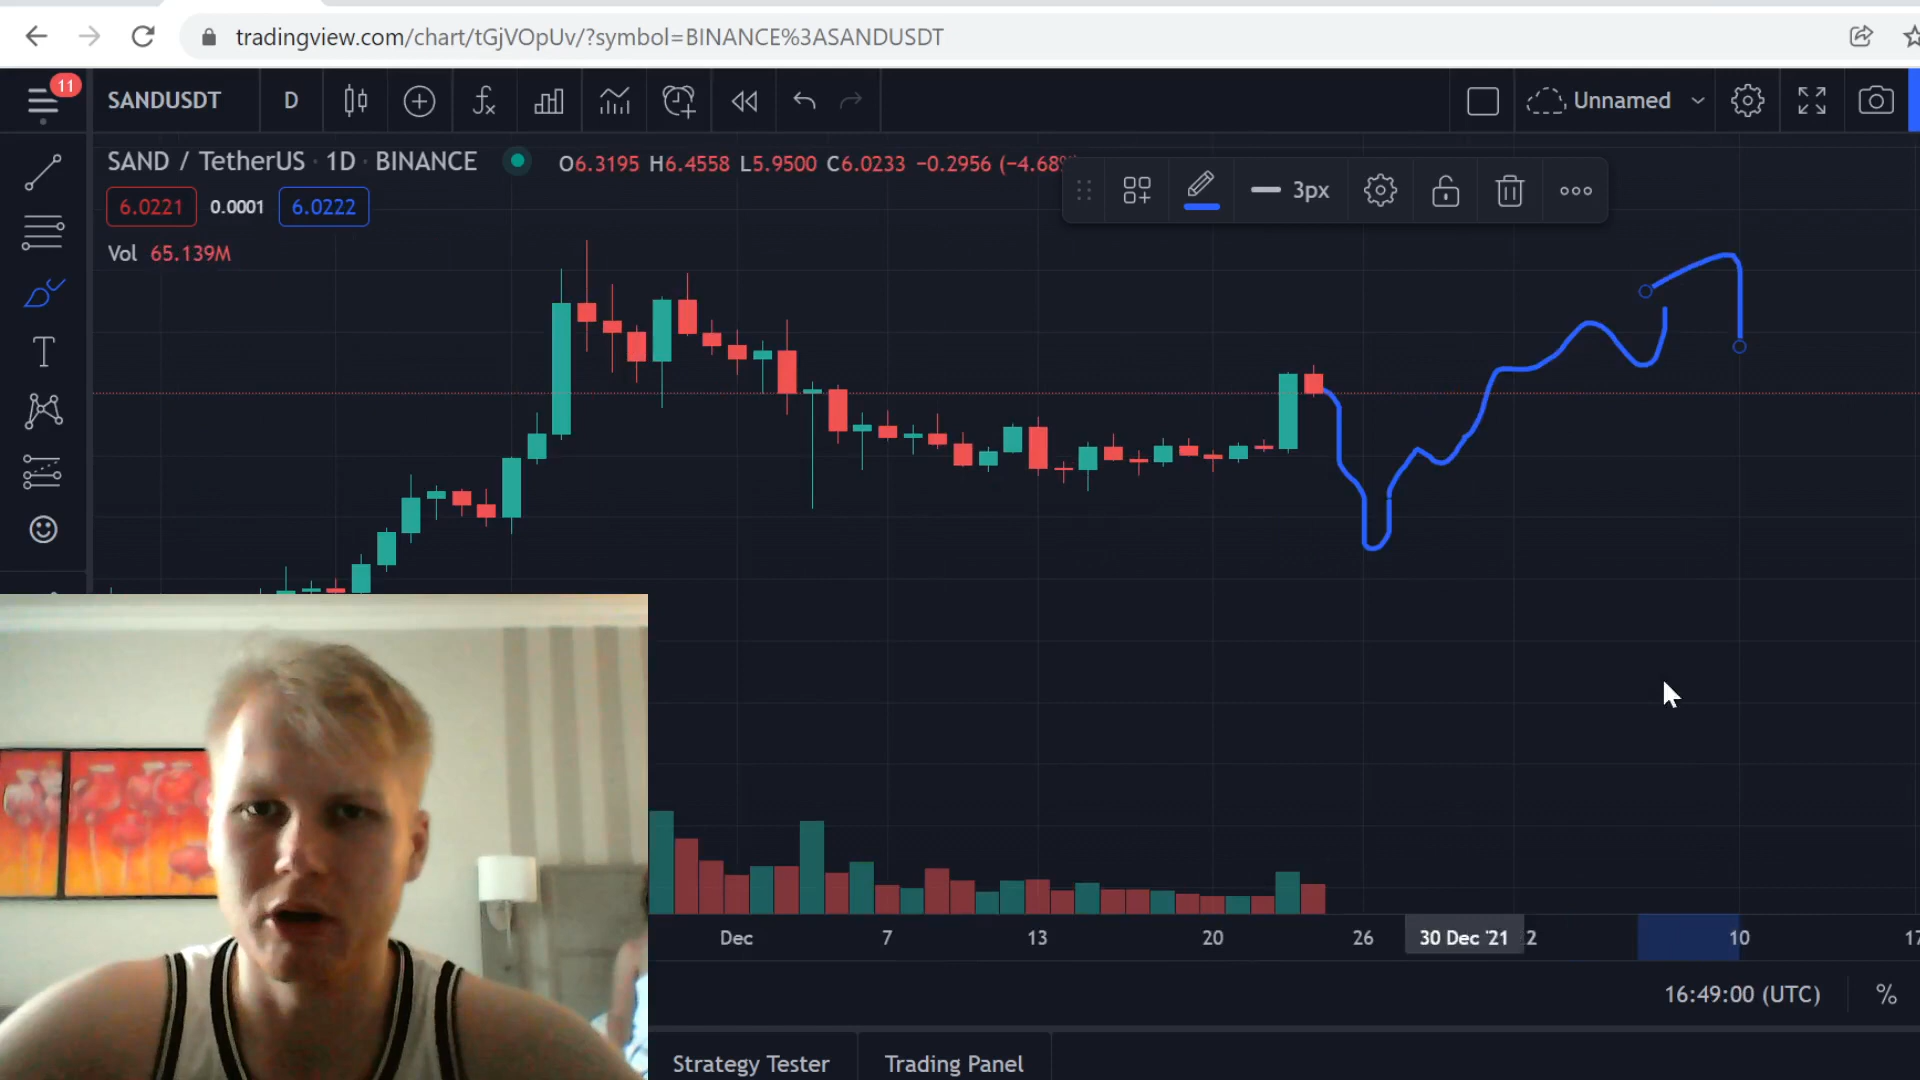 tradingview.com/chart/tGjVOpUv/?symbol=BINANCE%3ASANDUSDT
11
SANDUSDT D Unnamed
SAND / TetherUS · 1D · BINANCE O6.3195 H6.4558 L5.9500 C6.0233 −0.2956 (−4.68%
3px
6.0221 0.0001 6.0222
Vol 65.139M
Dec 7 13 20 26 30 Dec '21 2 10 17
16:49:00 (UTC) %
Strategy Tester Trading Panel